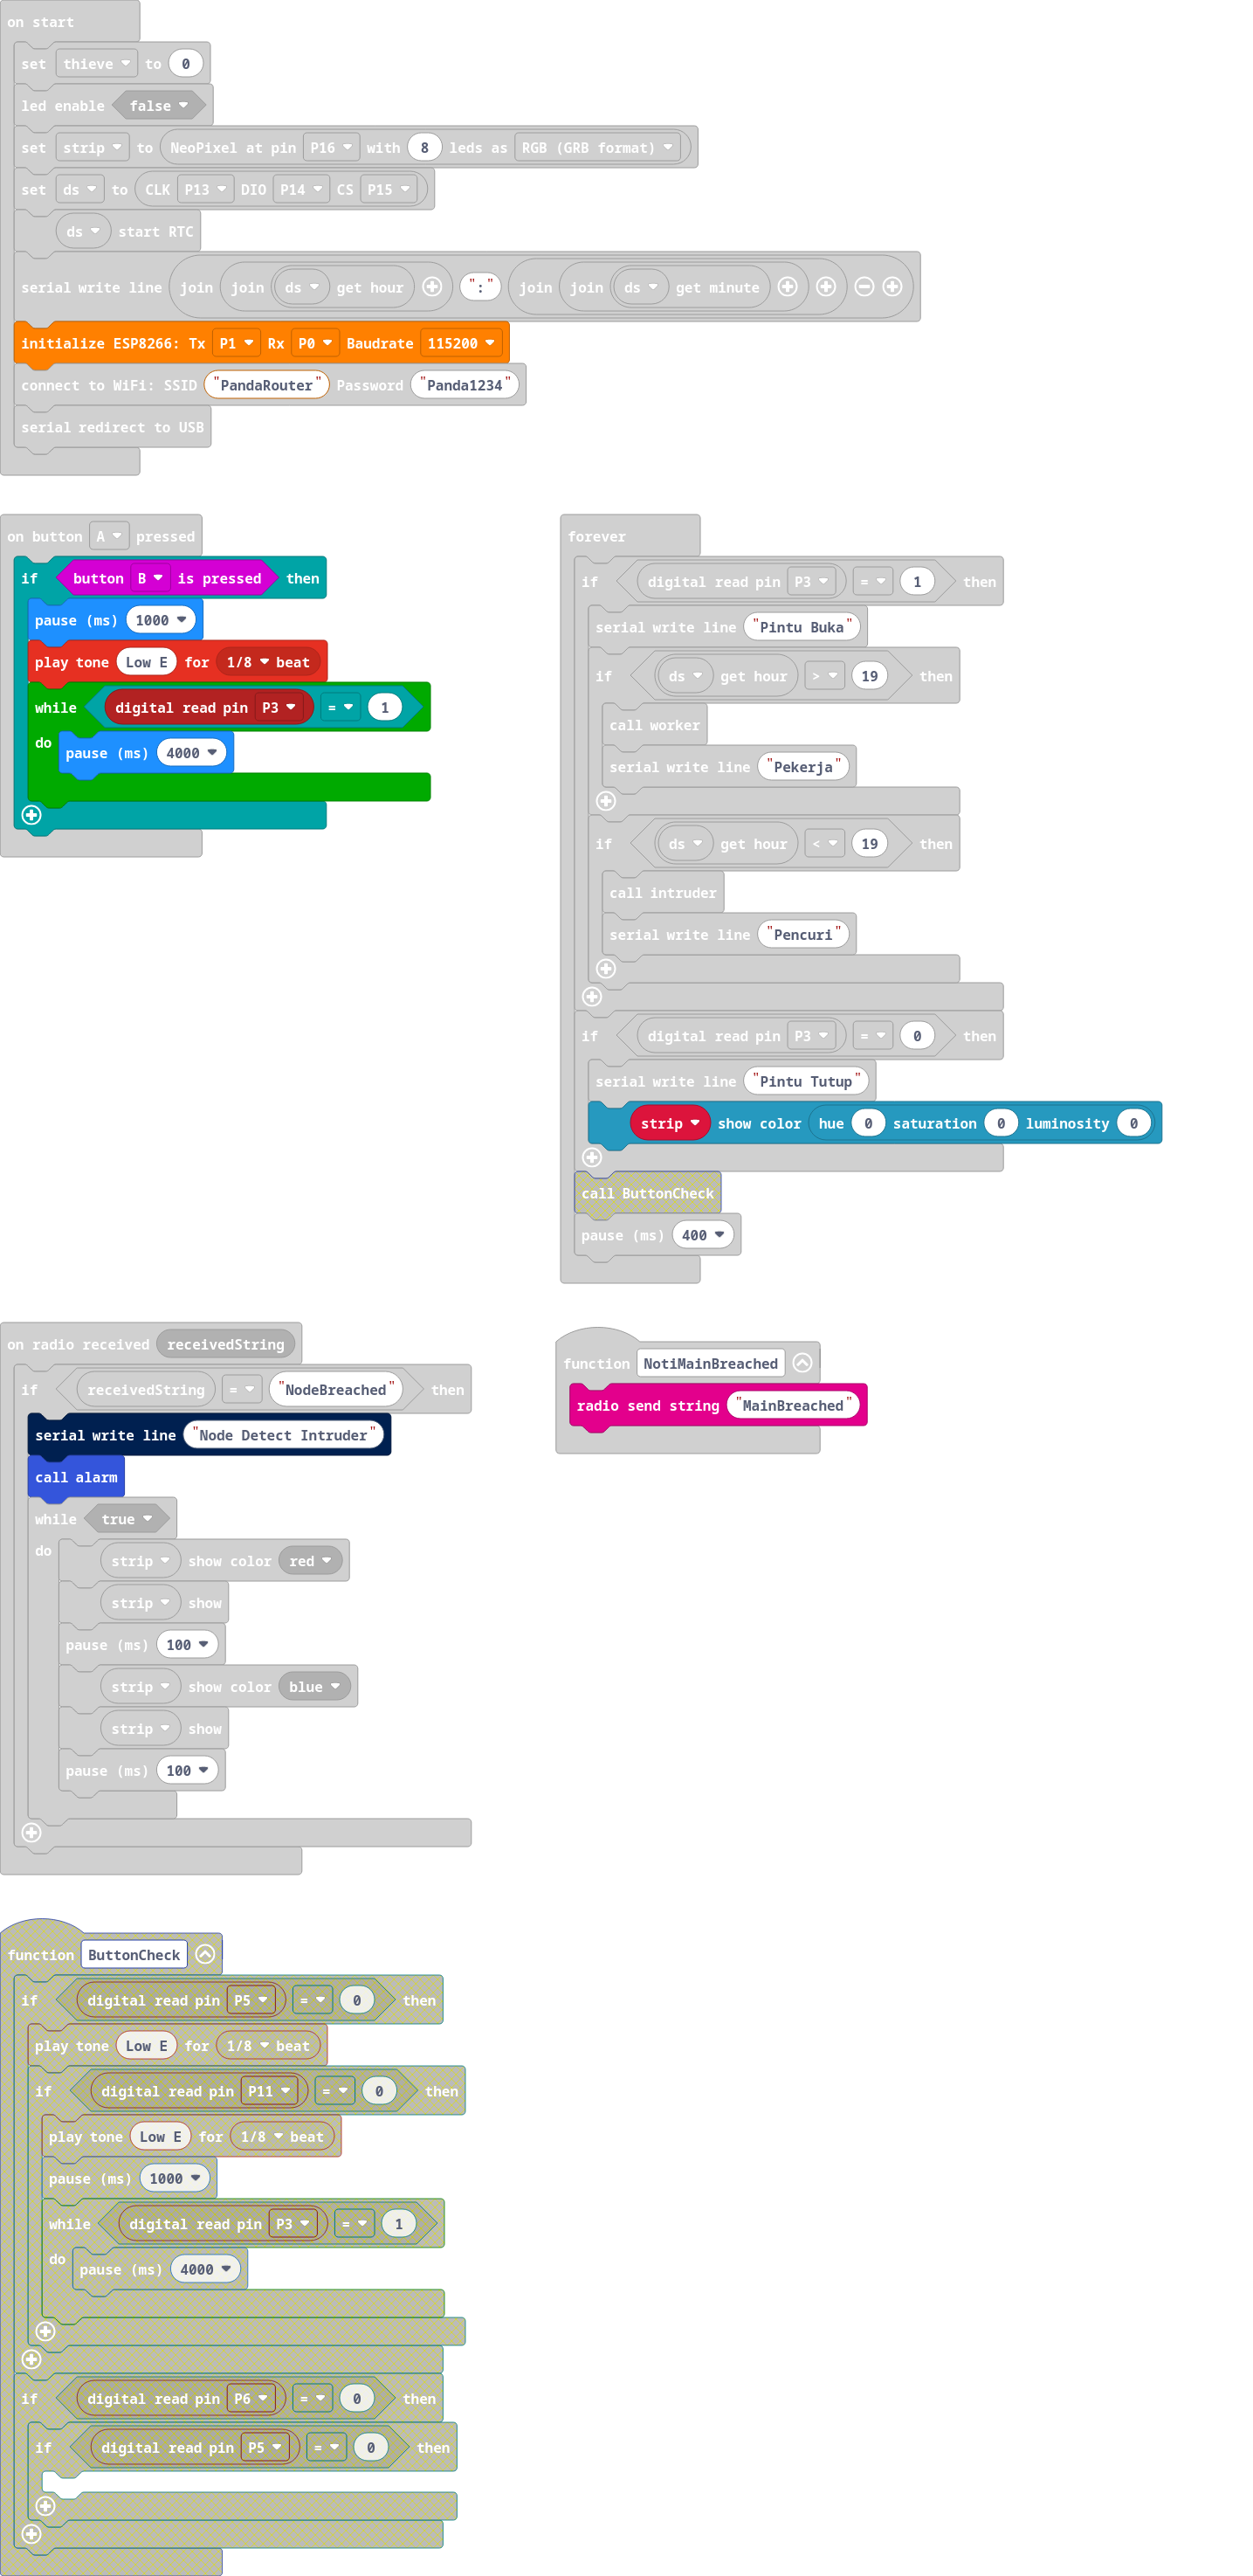 on start
set thieve to 0
led enable false
set strip to NeoPixel at pin P16 with 8 leds as RGB (GRB format)
set ds to CLK P13 DIO P14 CS P15
ds start RTC
serial write line join join ds get hour ":" join join ds get minute
initialize ESP8266: Tx P1 Rx P0 Baudrate 115200
connect to WiFi: SSID "PandaRouter" Password "Panda1234"
serial redirect to USB
on button A pressed
if button B is pressed then
pause (ms) 1000
play tone Low E for 1/8 beat
while digital read pin P3 = 1
do pause (ms) 4000
forever
if digital read pin P3 = 1 then
serial write line "Pintu Buka"
if ds get hour > 19 then
call worker
serial write line "Pekerja"
if ds get hour < 19 then
call intruder
serial write line "Pencuri"
if digital read pin P3 = 0 then
serial write line "Pintu Tutup"
strip show color hue 0 saturation 0 luminosity 0
call ButtonCheck
pause (ms) 400
on radio received receivedString
if receivedString = "NodeBreached" then
serial write line "Node Detect Intruder"
call alarm
while true
do strip show color red
strip show
pause (ms) 100
strip show color blue
strip show
pause (ms) 100
function NotiMainBreached
radio send string "MainBreached"
function ButtonCheck
if digital read pin P5 = 0 then
play tone Low E for 1/8 beat
if digital read pin P11 = 0 then
play tone Low E for 1/8 beat
pause (ms) 1000
while digital read pin P3 = 1
do pause (ms) 4000
if digital read pin P6 = 0 then
if digital read pin P5 = 0 then